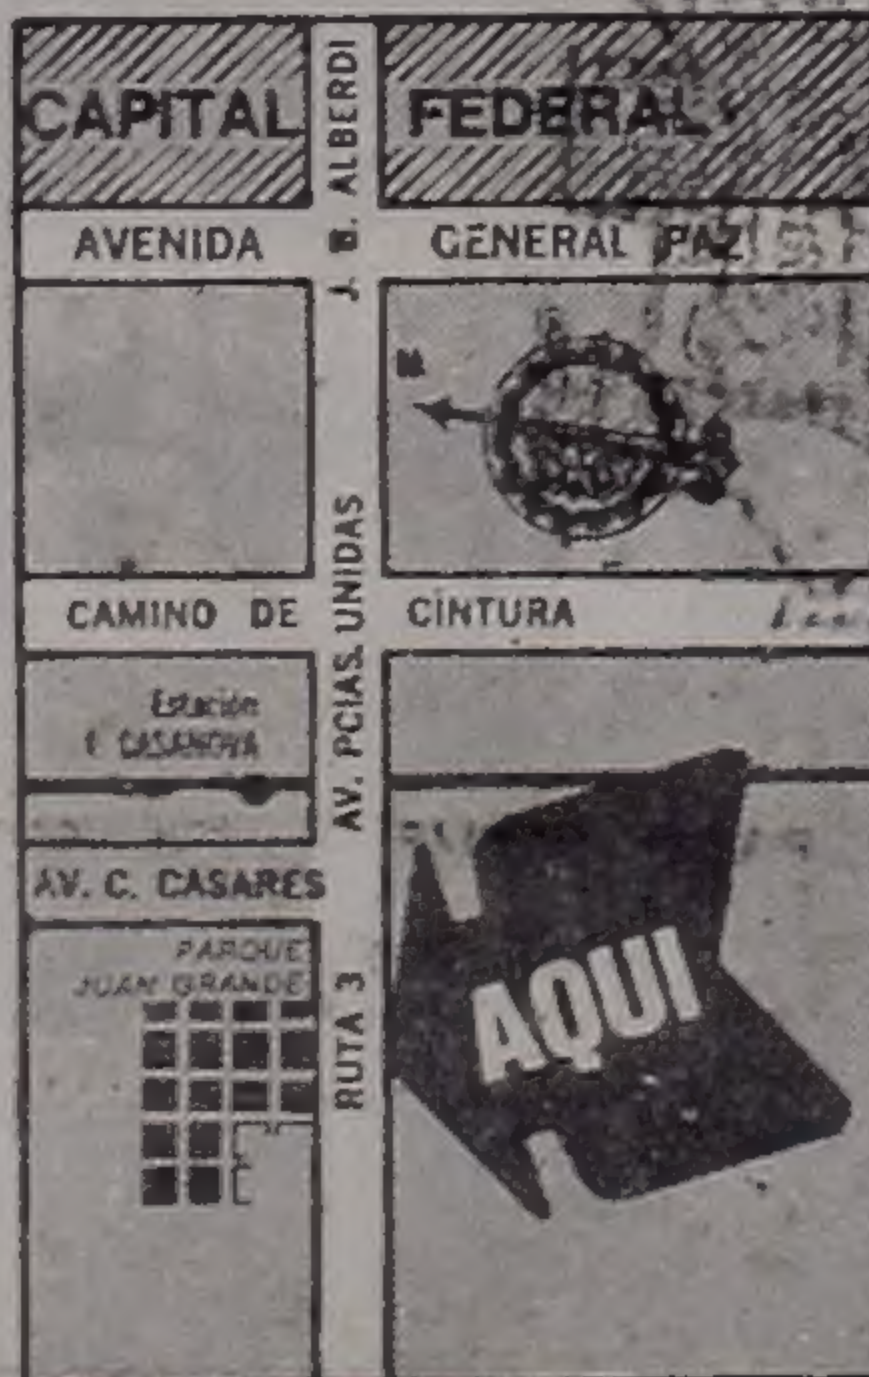 CAPITAL FEDERAL
J. B. ALBERDI
AVENIDA GENERAL PAZ
CAMINO DE CINTURA
AV. PCIAS. UNIDAS
Estación
I. CASANOVA
AV. C. CASARES
PARQUE
JUAN GRANDE
RUTA 3
AQUI